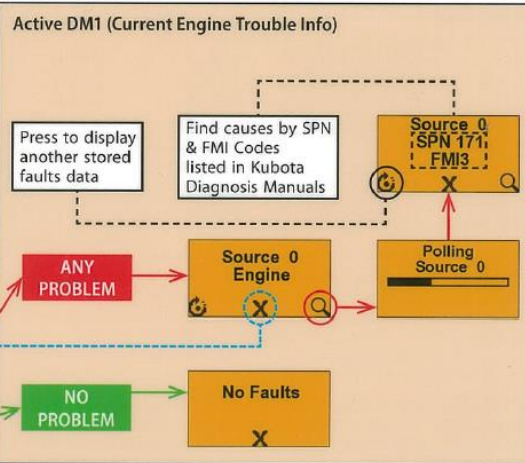 Active DM1 (Current Engine Trouble Info)
Press to display
another stored
faults data
Find causes by SPN
& FMI Codes
listed in Kubota
Diagnosis Manuals
Source 0
SPN 171
FMI3
X
ANY
PROBLEM
Source 0
Engine
X
Polling
Source 0
NO
PROBLEM
No Faults
X